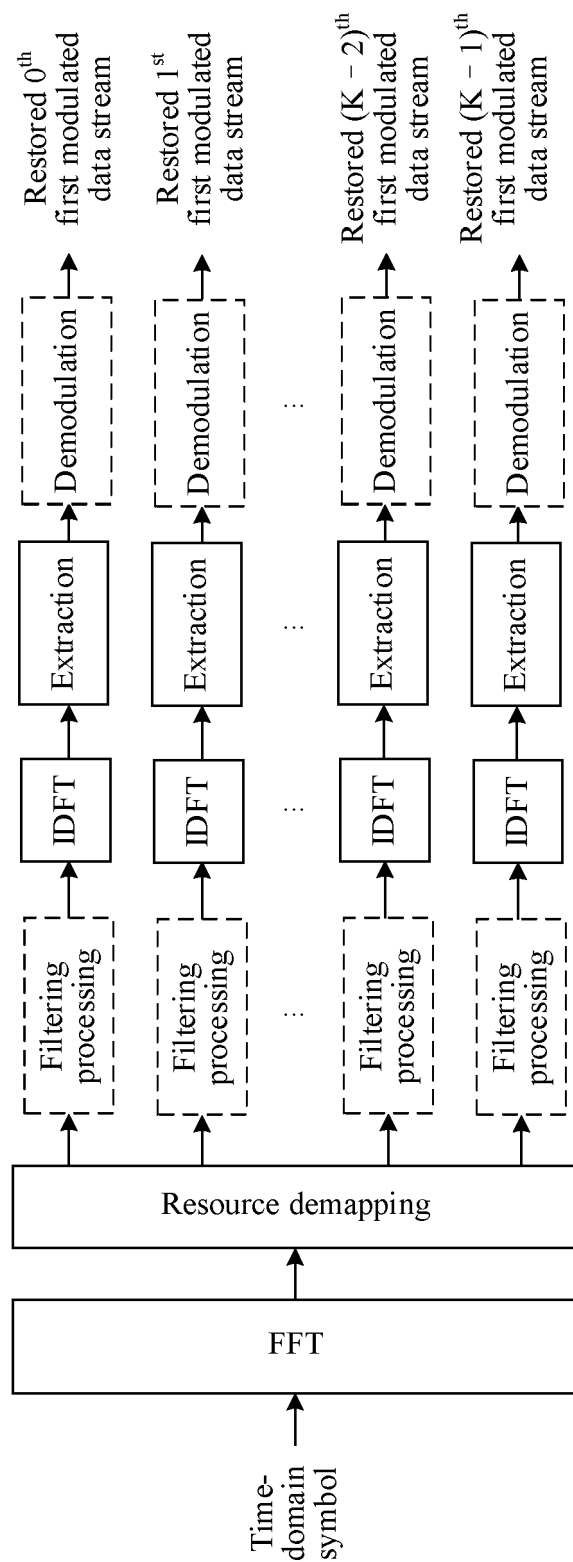 Time-
domain
symbol
FFT
Resource demapping
Filtering
processing
IDFT
Extraction
Demodulation
Restored 0th
first modulated
data stream
Filtering
processing
IDFT
Extraction
Demodulation
Restored 1st
first modulated
data stream
...
...
...
...
Filtering
processing
IDFT
Extraction
Demodulation
Restored (K − 2)th
first modulated
data stream
Filtering
processing
IDFT
Extraction
Demodulation
Restored (K − 1)th
first modulated
data stream